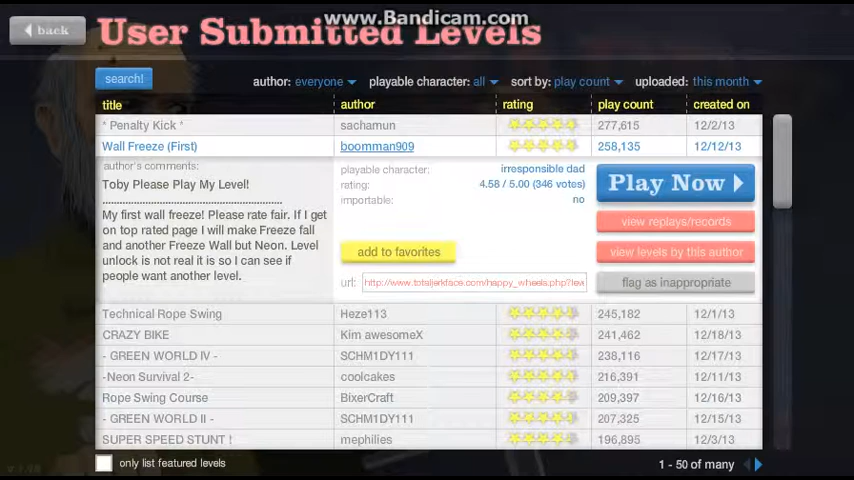 www.Bandicam.com
back
User Submitted Levels
search!
author: everyone playable character: all sort by: play count uploaded: this month
title author rating play count created on
* Penalty Kick * sachamun 277,615 12/2/13
Wall Freeze (First) boomman909 258,135 12/12/13
author's comments:
Toby Please Play My Level!
My first wall freeze! Please rate fair. If I get
on top rated page I will make Freeze fall
and another Freeze Wall but Neon. Level
unlock is not real it is so I can see if
people want another level.
playable character: irresponsible dad
rating: 4.58 / 5.00 (346 votes)
importable: no
add to favorites
url: http://www.totaljerkface.com/happy_wheels.php?lev
Play Now
view replays/records
view levels by this author
flag as inappropriate
Technical Rope Swing Heze113 245,182 12/1/13
CRAZY BIKE Kim awesomeX 241,462 12/18/13
- GREEN WORLD IV - SCHM1DY111 238,116 12/17/13
-Neon Survival 2- coolcakes 216,391 12/11/13
Rope Swing Course BixerCraft 209,397 12/16/13
- GREEN WORLD II - SCHM1DY111 207,325 12/15/13
SUPER SPEED STUNT ! mephilies 196,895 12/3/13
only list featured levels
1 - 50 of many